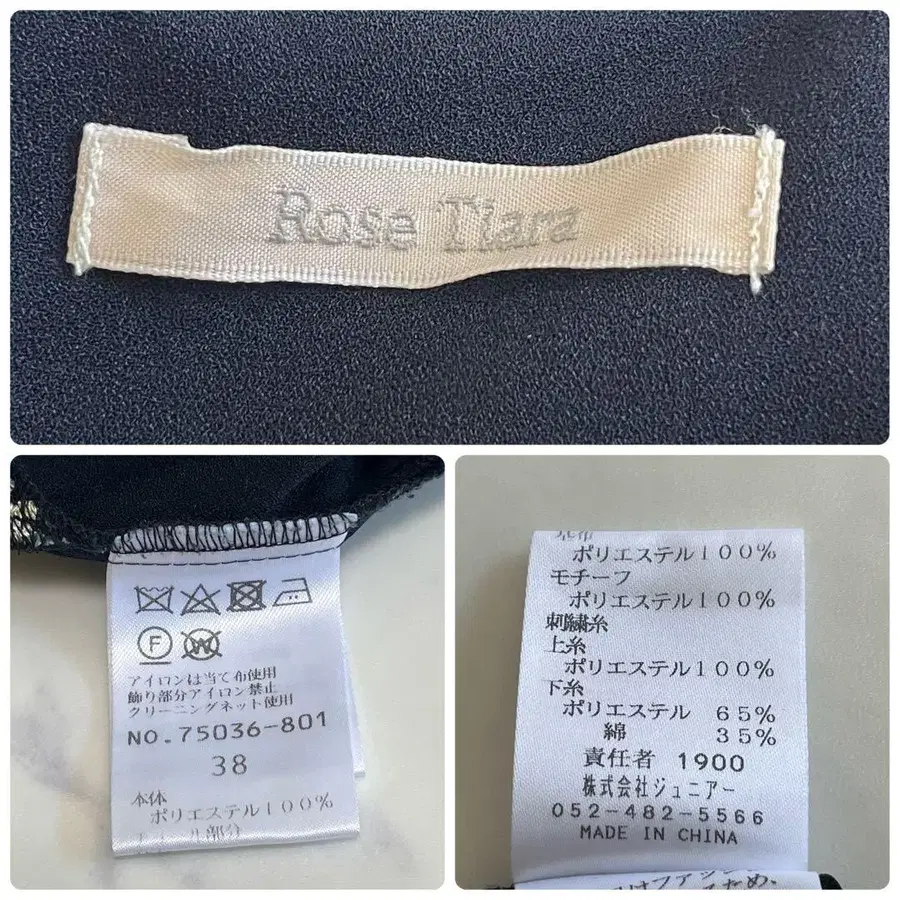 Rose Tiara
アイロンは当て布使用
飾り部分アイロン禁止
クリーニングネット使用
NO.75036-801
38
本体
ポリエステル100%
ポリエステル100%
モチーフ
ポリエステル100%
刺繍糸
上糸
ポリエステル100%
下糸
ポリエステル 65%
綿 35%
責任者 1900
株式会社ジュニアー
052-482-5566
MADE IN CHINA